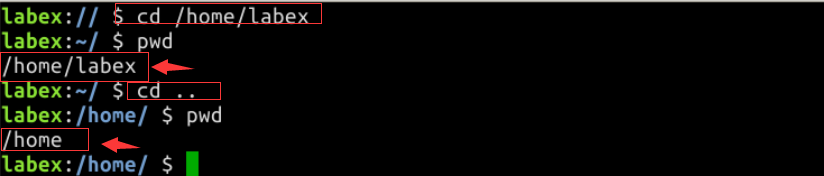 labex:// $ cd /home/labex
labex:~/ $ pwd
/home/labex
labex:~/ $ cd ..
labex:/home/ $ pwd
/home
labex:/home/ $